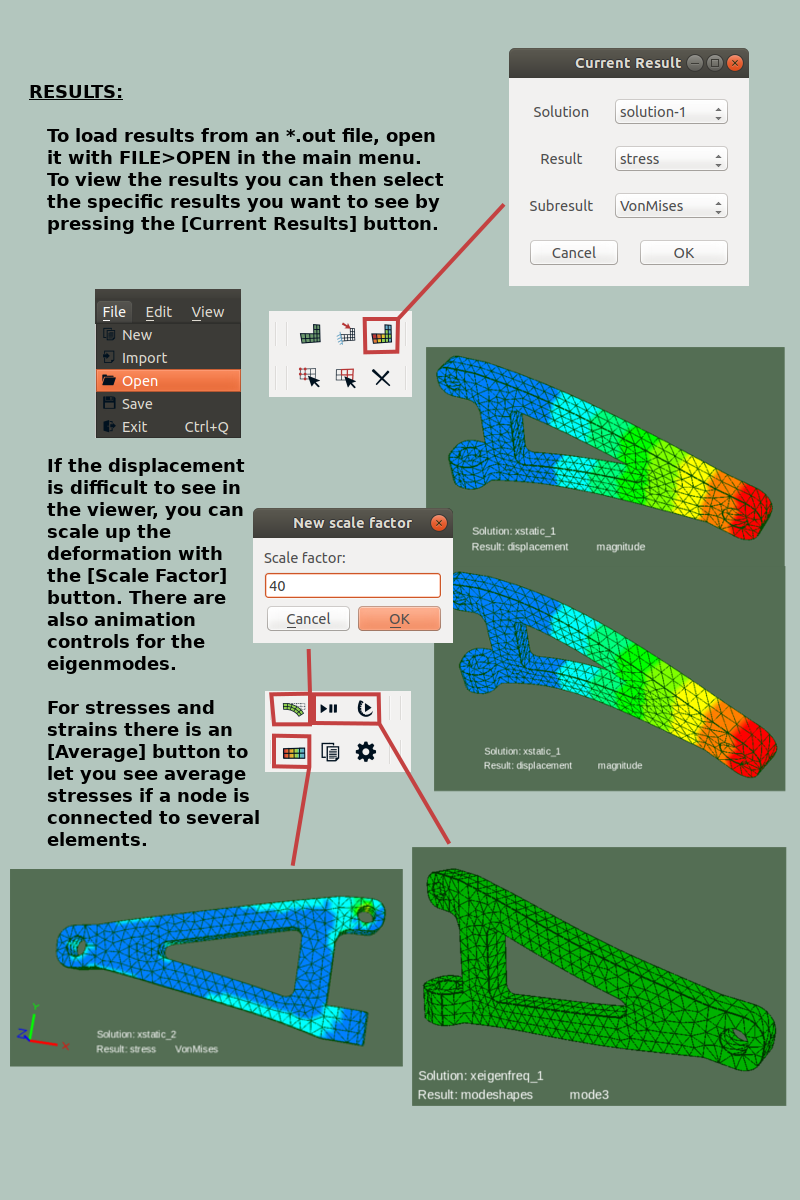 RESULTS:
To load results from an *.out file, open
it with FILE>OPEN in the main menu.
To view the results you can then select
the specific results you want to see by
pressing the [Current Results] button.
Current Result
Solution solution-1
Result stress
Subresult VonMises
Cancel OK
File Edit View
New
Import
Open
Save
Exit Ctrl+Q
Solution: xstatic_1
Result: displacement magnitude
If the displacement
is difficult to see in
the viewer, you can
scale up the
deformation with
the [Scale Factor]
button. There are
also animation
controls for the
eigenmodes.
New scale factor
Scale factor:
40
Cancel OK
Solution: xstatic_1
Result: displacement magnitude
For stresses and
strains there is an
[Average] button to
let you see average
stresses if a node is
connected to several
elements.
Y
Z X
Solution: xstatic_2
Result: stress VonMises
Solution: xeigenfreq_1
Result: modeshapes mode3